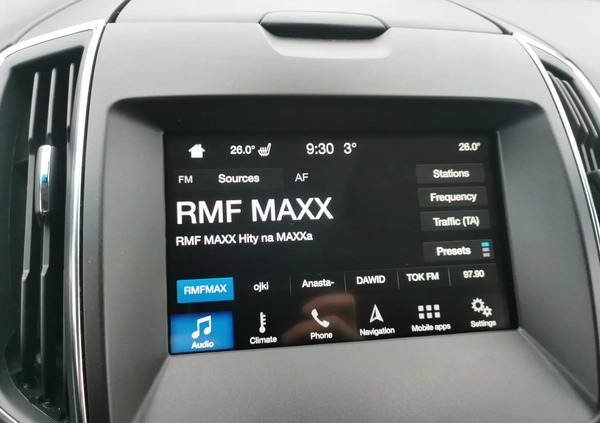 26.0° 9:30 3° 26.0°
FM Sources AF Stations
RMF MAXX
Frequency
RMF MAXX Hity na MAXXa
Traffic (TA)
Presets
RMFMAX ojki Anasta- DAWID TOK FM 97.90
Audio Climate Phone Navigation Mobile apps Settings